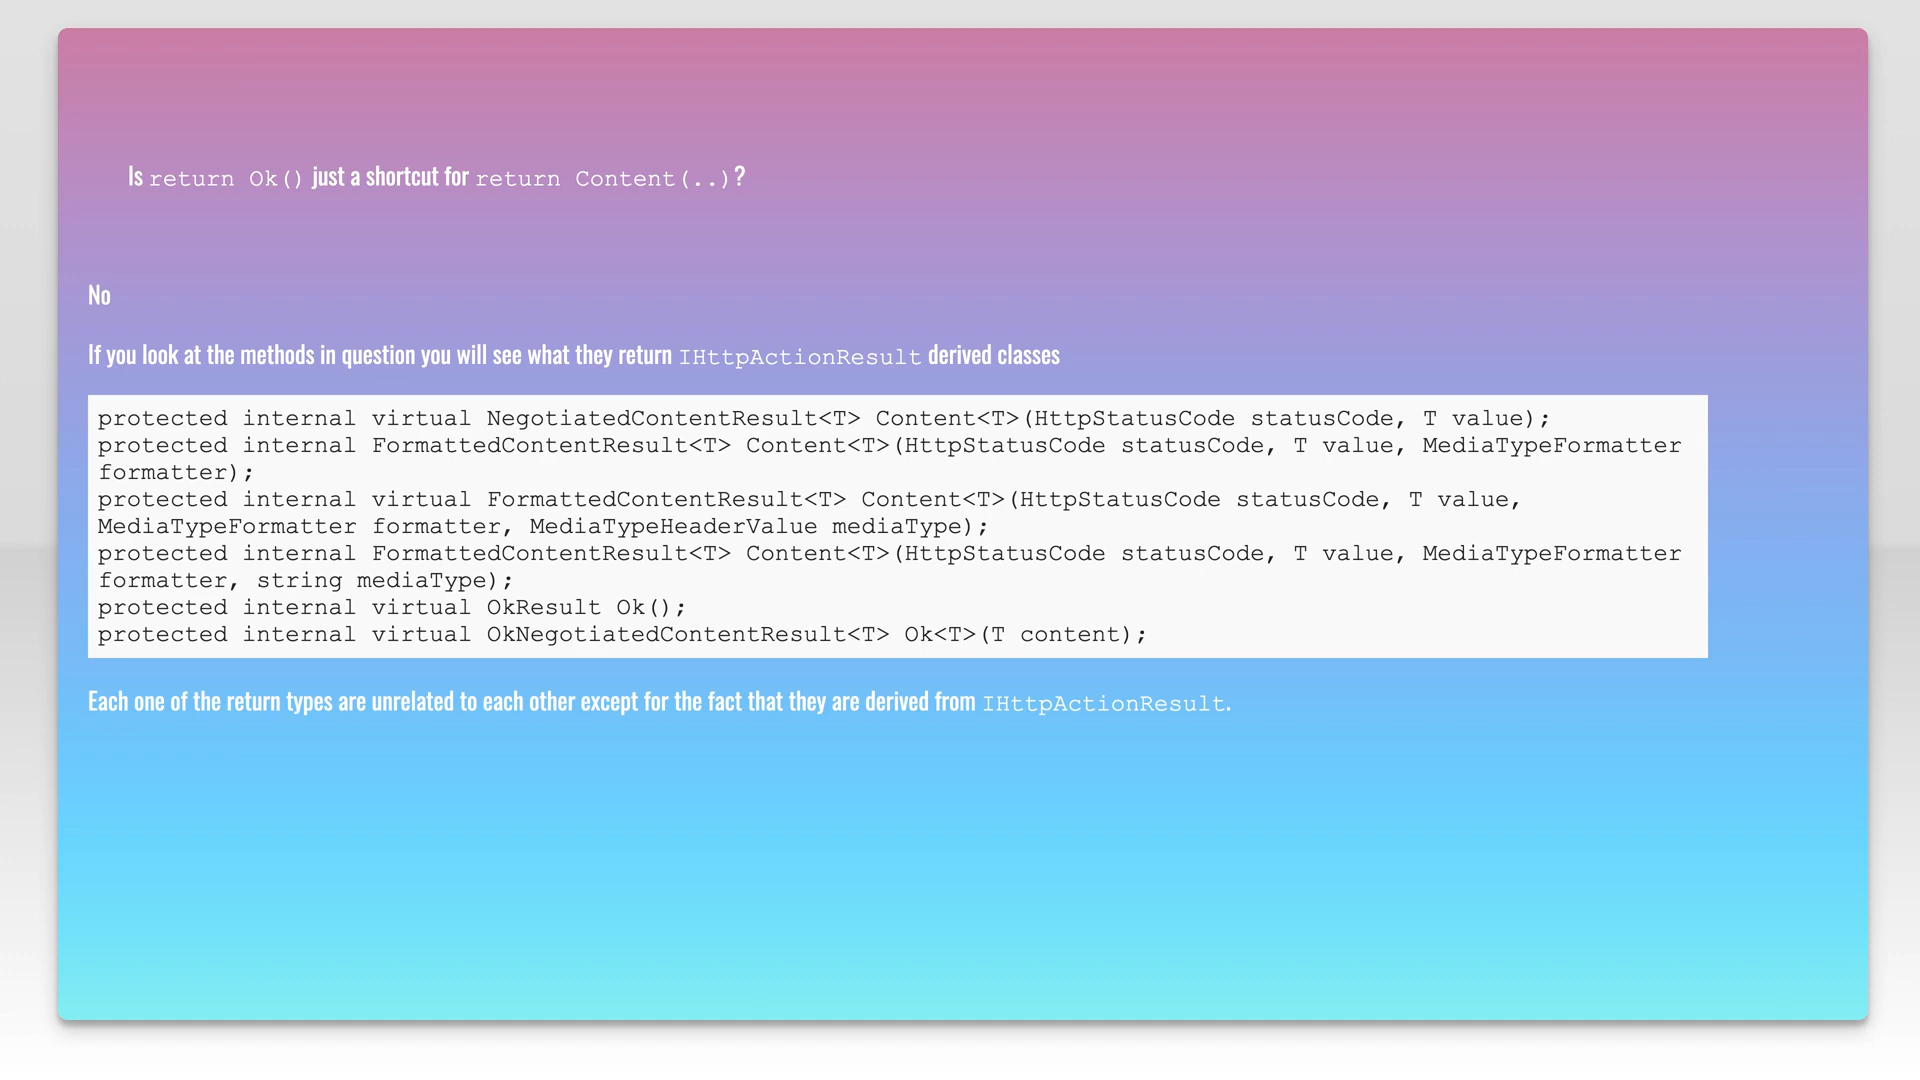 Is return Ok() just a shortcut for return Content(..)?
No
If you look at the methods in question you will see what they return IHttpActionResult derived classes
protected internal virtual NegotiatedContentResult<T> Content<T>(HttpStatusCode statusCode, T value);
protected internal FormattedContentResult<T> Content<T>(HttpStatusCode statusCode, T value, MediaTypeFormatter
formatter);
protected internal virtual FormattedContentResult<T> Content<T>(HttpStatusCode statusCode, T value,
MediaTypeFormatter formatter, MediaTypeHeaderValue mediaType);
protected internal FormattedContentResult<T> Content<T>(HttpStatusCode statusCode, T value, MediaTypeFormatter
formatter, string mediaType);
protected internal virtual OkResult Ok();
protected internal virtual OkNegotiatedContentResult<T> Ok<T>(T content);
Each one of the return types are unrelated to each other except for the fact that they are derived from IHttpActionResult.